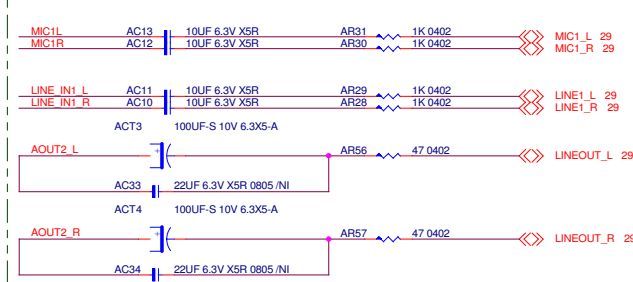 MIC1L AC13 10UF 6.3V X5R AR31 1K 0402 MIC1_L 29
MIC1R AC12 10UF 6.3V X5R AR30 1K 0402 MIC1_R 29
LINE_IN1_L AC11 10UF 6.3V X5R AR29 1K 0402 LINE1_L 29
LINE_IN1_R AC10 10UF 6.3V X5R AR28 1K 0402 LINE1_R 29
ACT3 100UF-S 10V 6.3X5-A
AOUT2_L + AR56 47 0402 LINEOUT_L 29
AC33 22UF 6.3V X5R 0805 /NI
ACT4 100UF-S 10V 6.3X5-A
AOUT2_R + AR57 47 0402 LINEOUT_R 29
AC34 22UF 6.3V X5R 0805 /NI